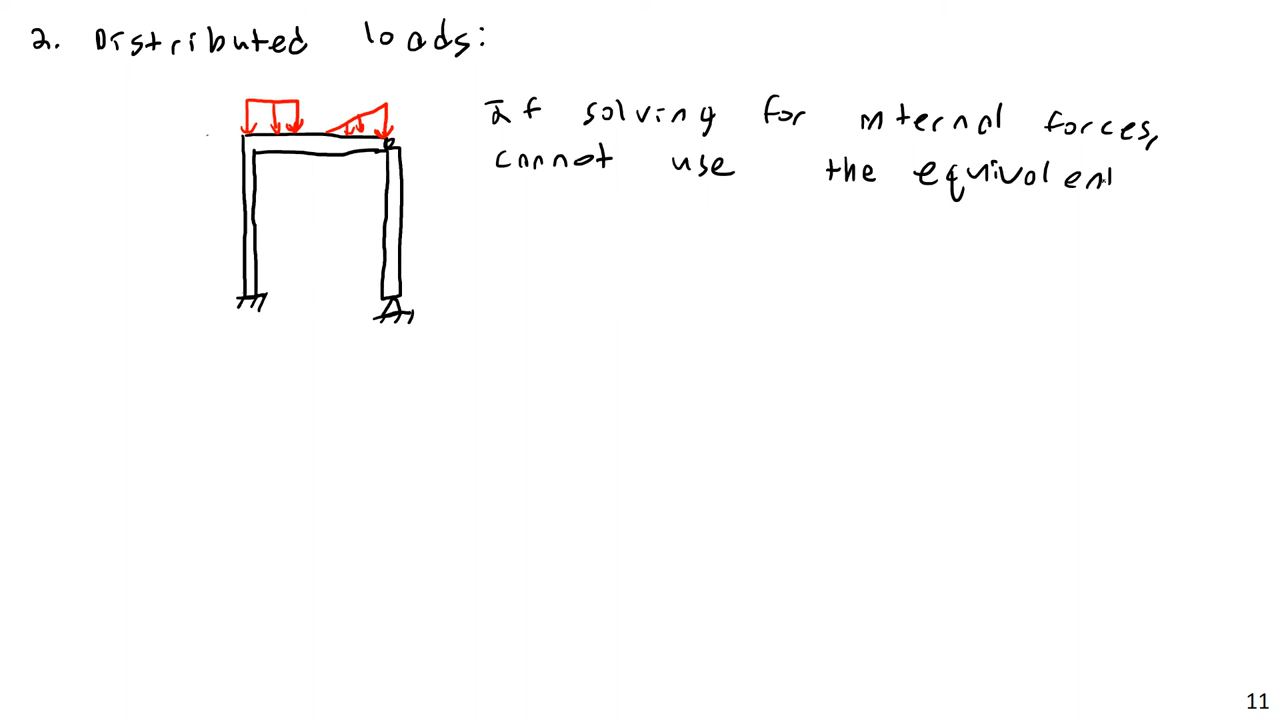 2. Distributed loads:
If solving for internal forces,
cannot use the equivalent
11